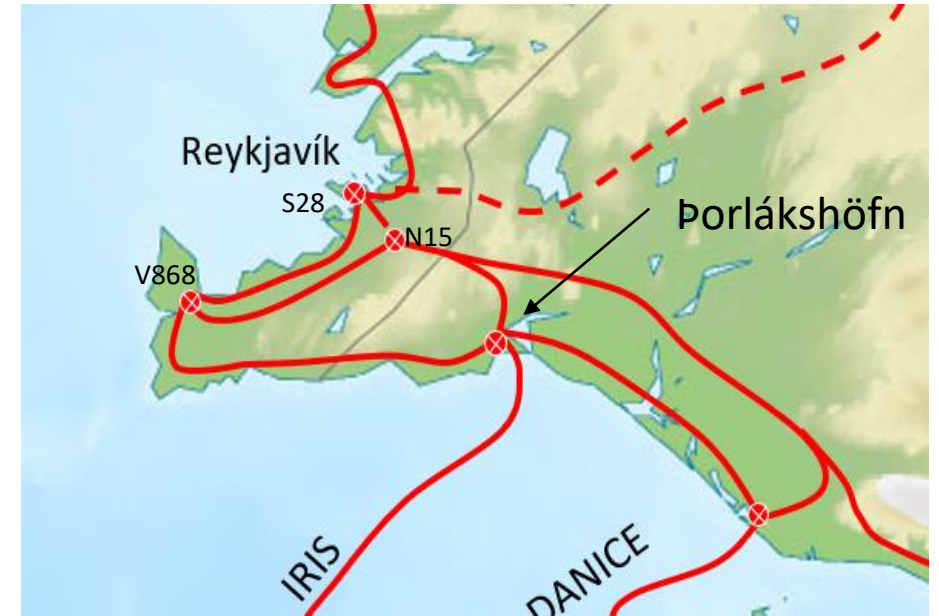 Reykjavík
S28
N15
Þorlákshöfn
V868
IRIS
DANICE